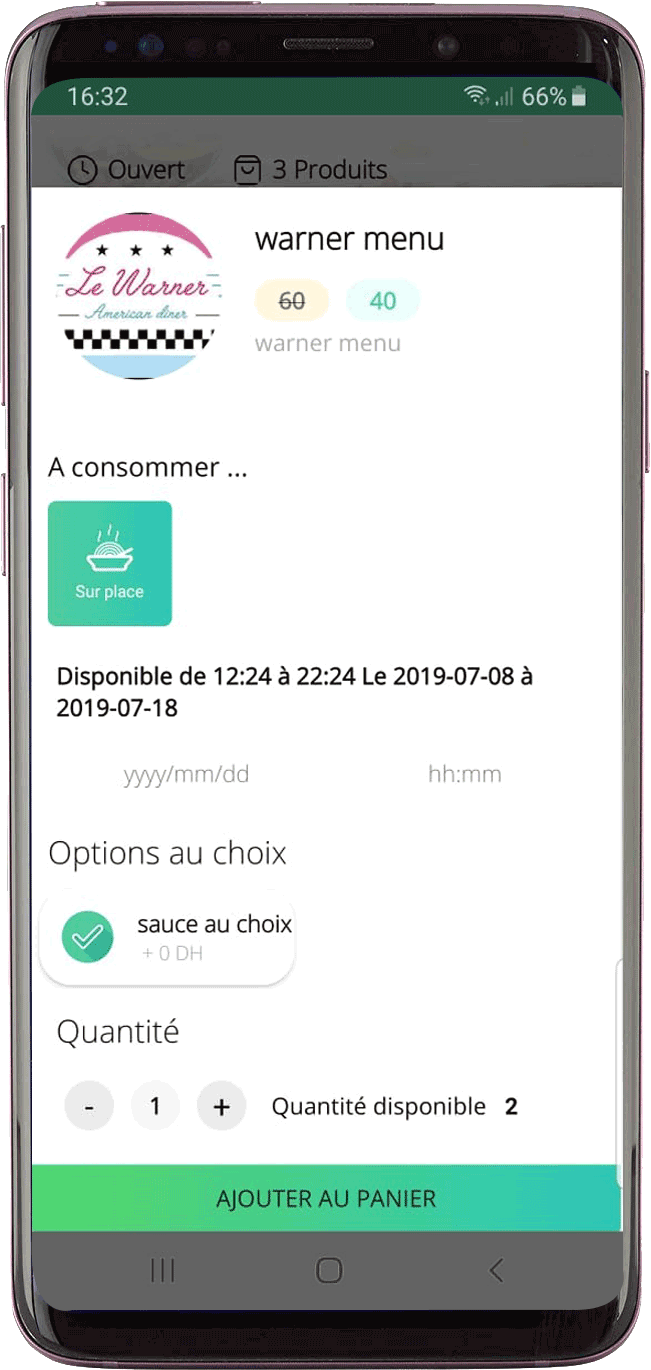 16:32 66%
Ouvert 3 Produits
Le Warner
American diner
warner menu
60 40
warner menu
A consommer ...
Sur place
Disponible de 12:24 à 22:24 Le 2019-07-08 à
2019-07-18
yyyy/mm/dd hh:mm
Options au choix
sauce au choix
+ 0 DH
Quantité
- 1 + Quantité disponible 2
AJOUTER AU PANIER